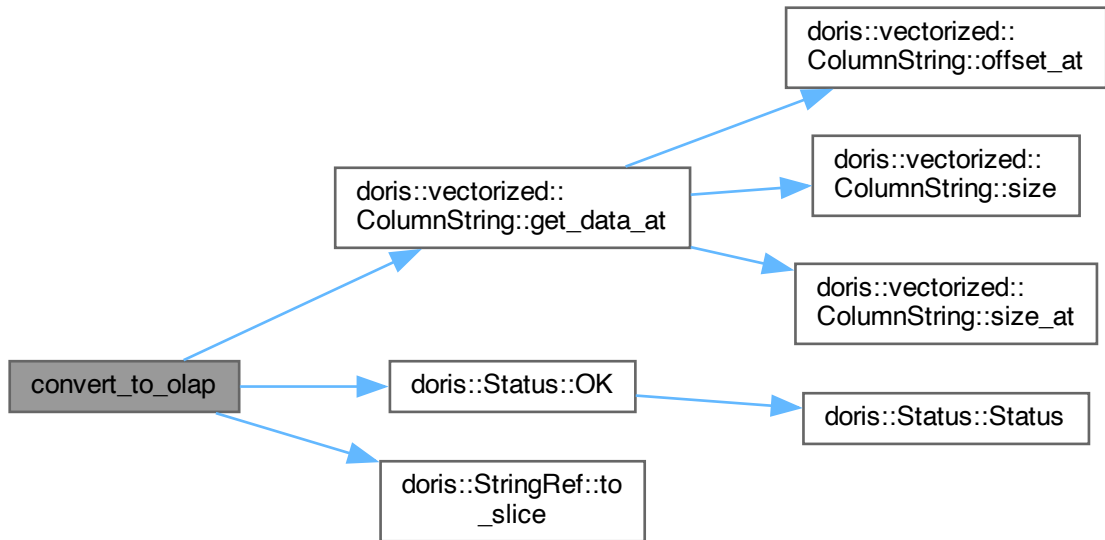 doris::vectorized::
ColumnString::offset_at
doris::vectorized::
ColumnString::size
doris::vectorized::
ColumnString::get_data_at
doris::vectorized::
ColumnString::size_at
convert_to_olap
doris::Status::OK
doris::Status::Status
doris::StringRef::to
_slice